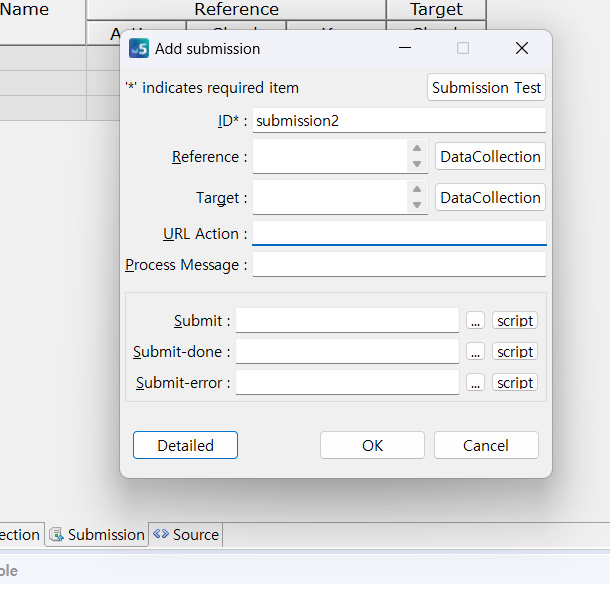 Name
Reference
Target
5 Add submission
'*' indicates required item
Submission Test
ID* :
submission2
Reference :
DataCollection
Target :
DataCollection
URL Action :
Process Message :
Submit :
...
script
Submit-done :
...
script
Submit-error :
...
script
Detailed
OK
Cancel
ection
Submission
Source
ole